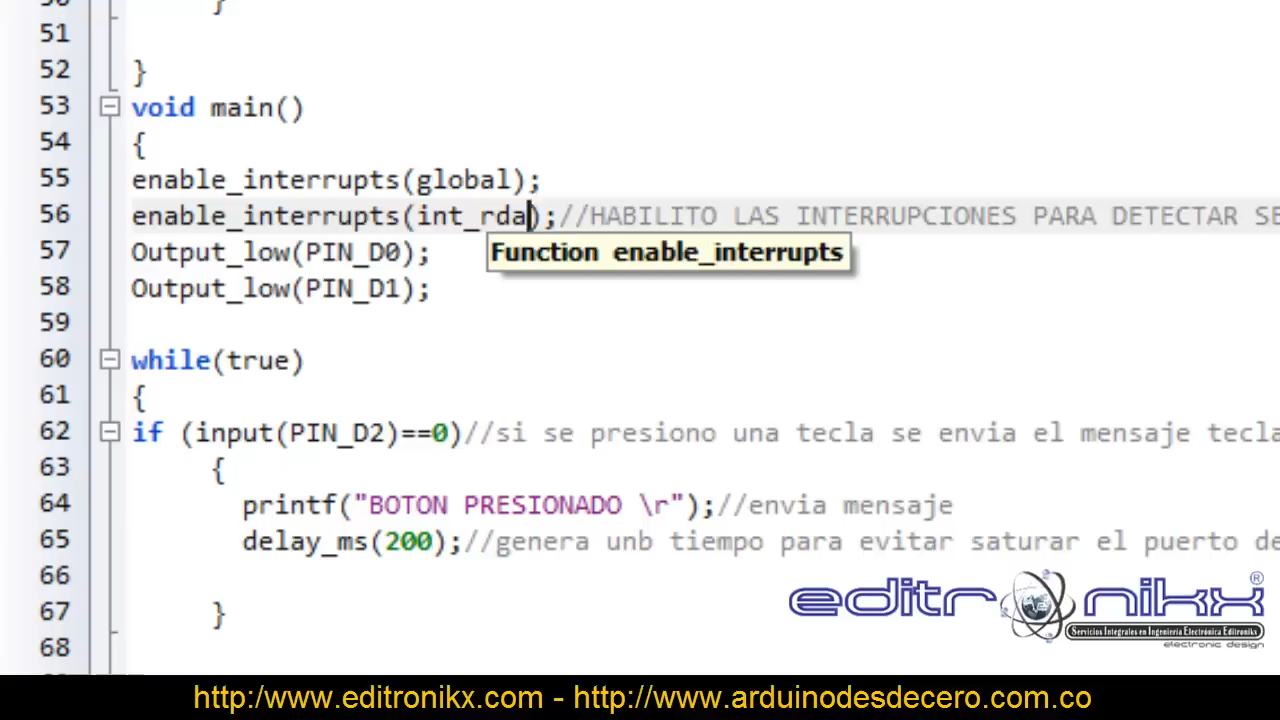 51
52 }
53 void main()
54 {
55 enable_interrupts(global);
56 enable_interrupts(int_rda);//HABILITO LAS INTERRUPCIONES PARA DETECTAR SE
Function enable_interrupts
57 Output_low(PIN_D0);
58 Output_low(PIN_D1);
59
60 while(true)
61 {
62 if (input(PIN_D2)==0)//si se presiono una tecla se envia el mensaje tecla
63 {
64 printf("BOTON PRESIONADO \r");//envia mensaje
65 delay_ms(200);//genera unb tiempo para evitar saturar el puerto de
66
67 }
68
editronikx®
Servicios Integrales en Ingeniería Electrónica Editronikx
electronic design
http:/www.editronikx.com - http:/www.arduinodesdecero.com.co